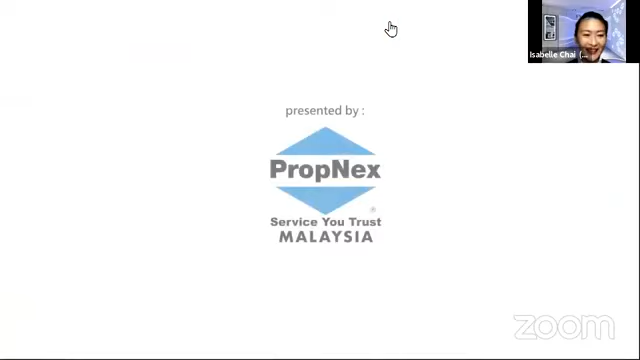 Isabelle Chai (...
presented by :
PropNex
®
Service You Trust
MALAYSIA
zoom